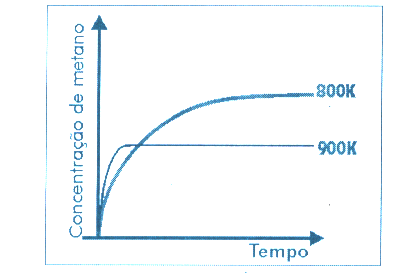 Concentração de metano
800K
900K
Tempo